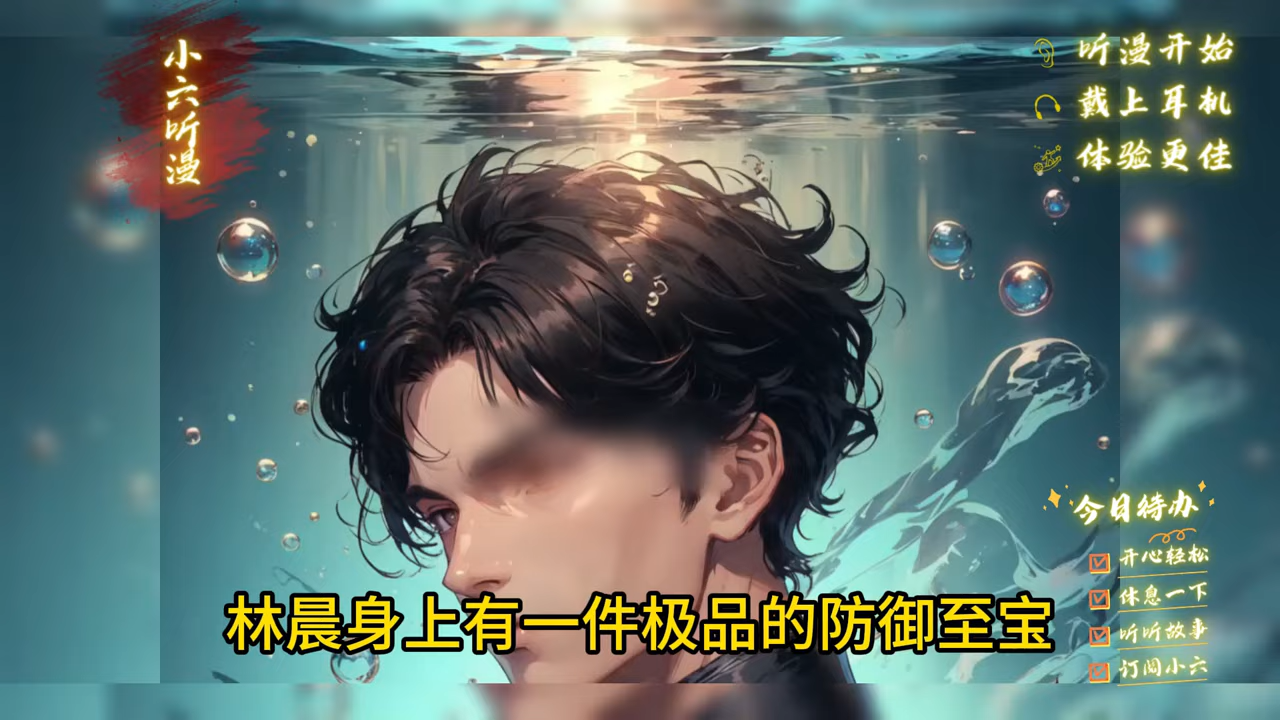 小六听漫
听漫开始
戴上耳机
体验更佳
今日待办
开心轻松
休息一下
听听故事
订阅小六
林晨身上有一件极品的防御至宝